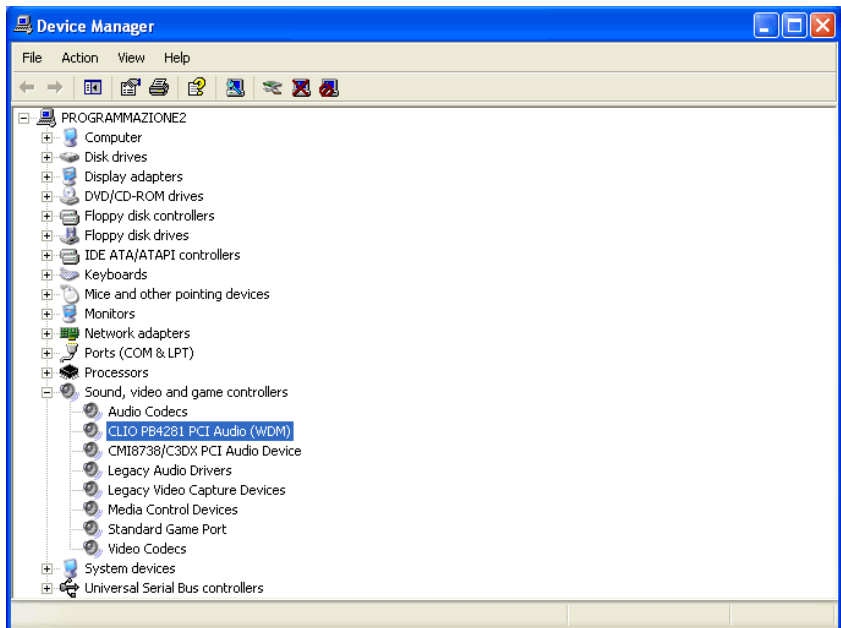 Device Manager
File Action View Help
PROGRAMMAZIONE2
Computer
Disk drives
Display adapters
DVD/CD-ROM drives
Floppy disk controllers
Floppy disk drives
IDE ATA/ATAPI controllers
Keyboards
Mice and other pointing devices
Monitors
Network adapters
Ports (COM & LPT)
Processors
Sound, video and game controllers
Audio Codecs
CLIO PB4281 PCI Audio (WDM)
CMI8738/C3DX PCI Audio Device
Legacy Audio Drivers
Legacy Video Capture Devices
Media Control Devices
Standard Game Port
Video Codecs
System devices
Universal Serial Bus controllers